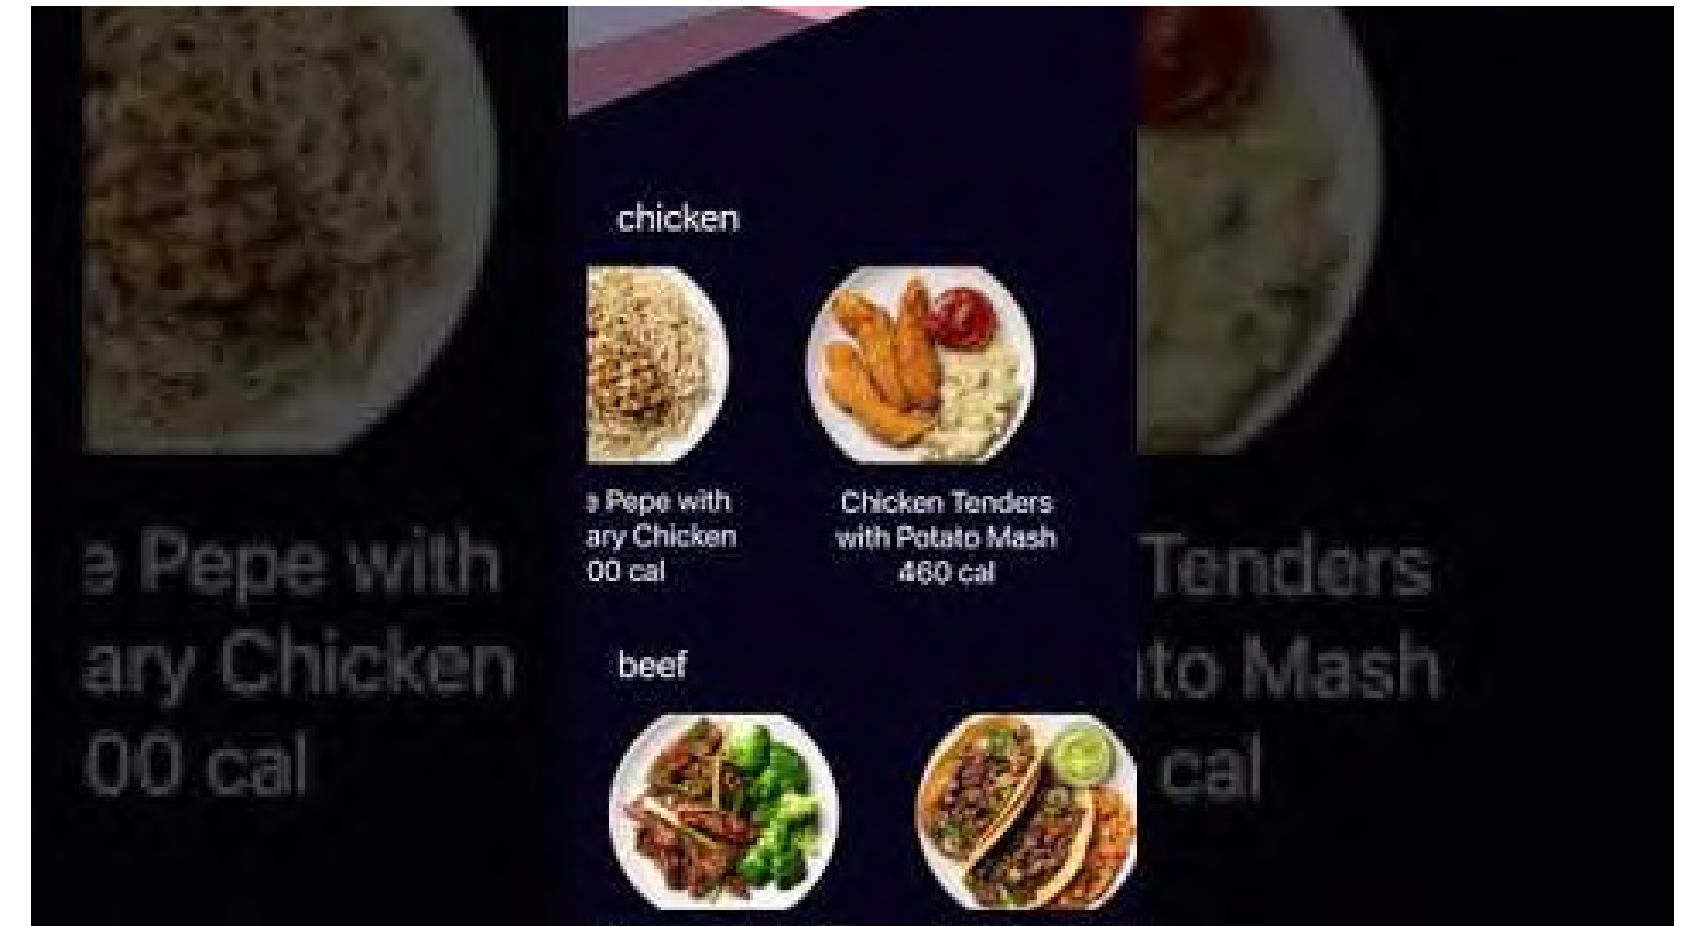 chicken
e Pepe with
ary Chicken
00 cal
Chicken Tenders
with Potato Mash
460 cal
beef
e Pepe with
ary Chicken
00 cal
Tenders
to Mash
cal